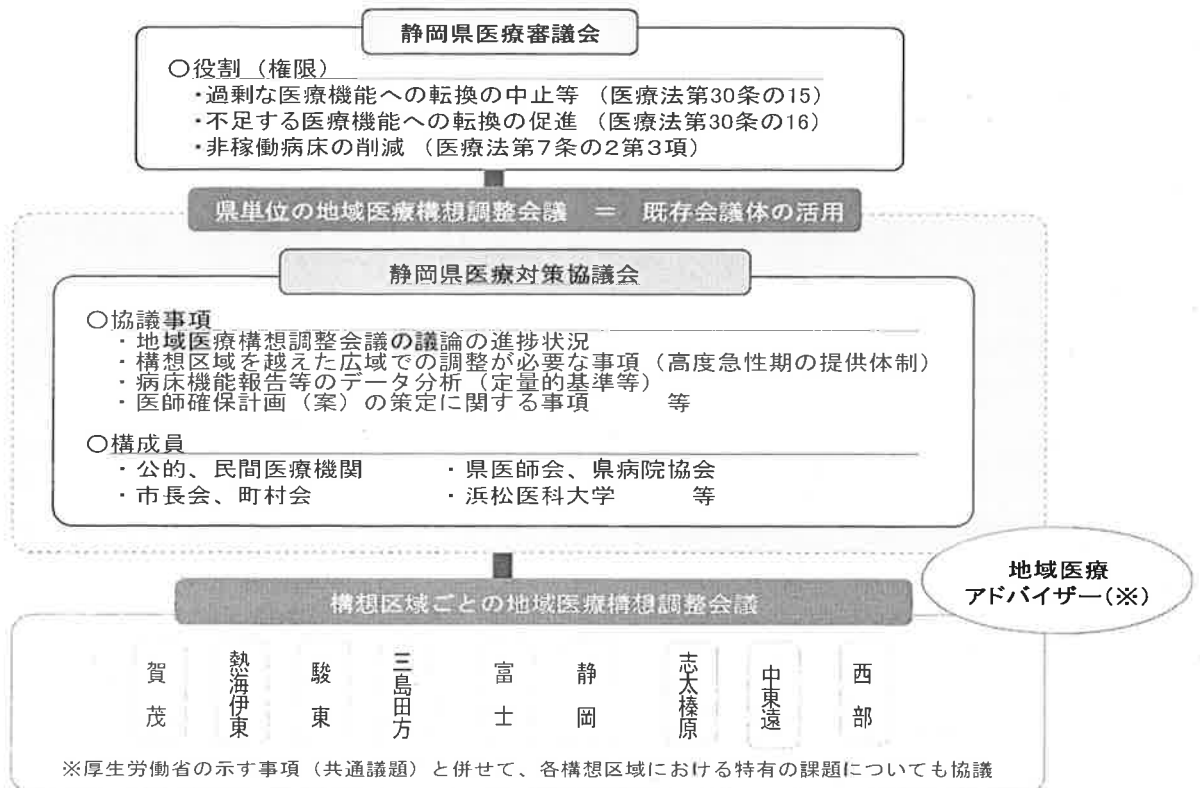 静岡県医療審議会
○役割（権限）
・過剰な医療機能への転換の中止等（医療法第30条の15）
・不足する医療機能への転換の促進（医療法第30条の16）
・非稼働病床の削減（医療法第7条の2第3項）
県単位の地域医療構想調整会議 ＝ 既存会議体の活用
静岡県医療対策協議会
○協議事項
・地域医療構想調整会議の議論の進捗状況
・構想区域を越えた広域での調整が必要な事項（高度急性期の提供体制）
・病床機能報告等のデータ分析（定量的基準等）
・医師確保計画（案）の策定に関する事項 等
○構成員
・公的、民間医療機関 ・県医師会、県病院協会
・市長会、町村会 ・浜松医科大学 等
地域医療
アドバイザー(※)
構想区域ごとの地域医療構想調整会議
賀茂
熱海伊東
駿東
三島田方
富士
静岡
志太榛原
中東遠
西部
※厚生労働省の示す事項（共通議題）と併せて、各構想区域における特有の課題についても協議